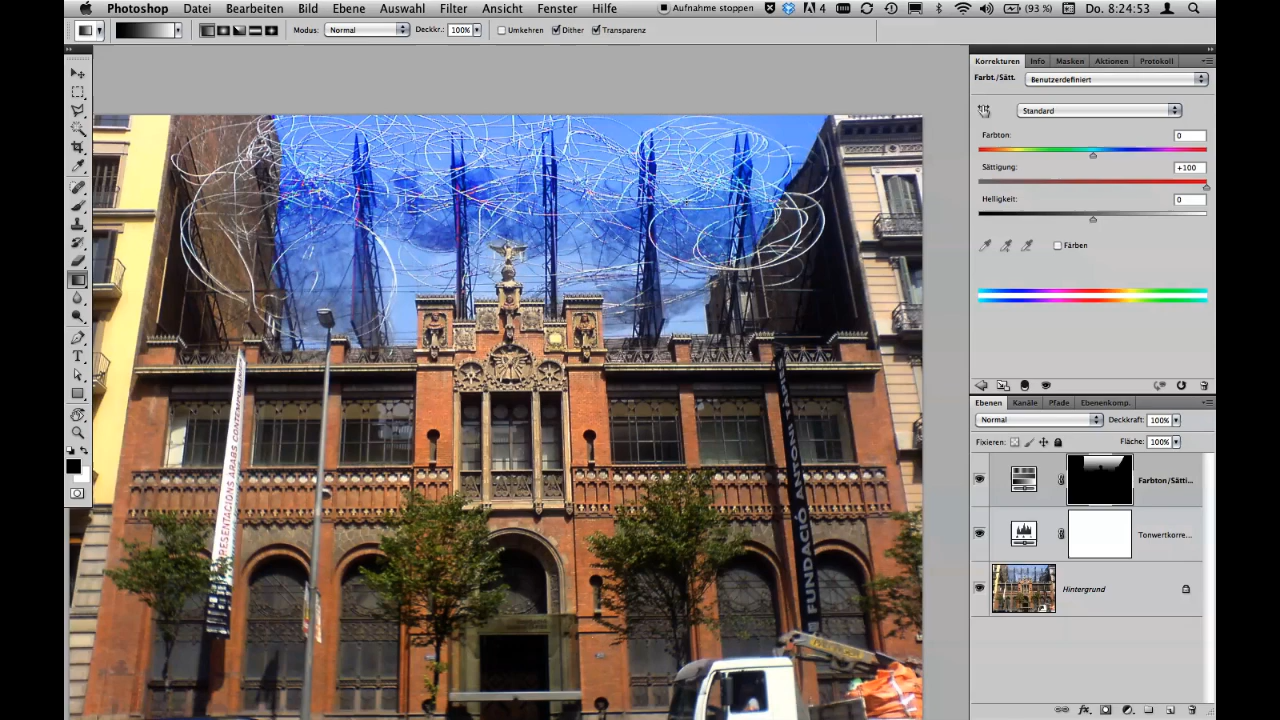 Photoshop Datei Bearbeiten Bild Ebene Auswahl Filter Ansicht Fenster Hilfe Aufnahme stoppen 4 (93 %) Do. 8:24:53
Modus: Normal Deckkr.: 100% Umkehren Dither Transparenz
Korrekturen Info Masken Aktionen Protokoll
Farbt./Sätt. Benutzerdefiniert
Standard
Farbton: 0
Sättigung: +100
Helligkeit: 0
Färben
Ebenen Kanäle Pfade Ebenenkomp.
Normal Deckkraft: 100%
Fixieren: Fläche: 100%
Farbton/Sätti...
Tonwertkorre...
Hintergrund
FUNDACIÓ ANTONI TÀPIES